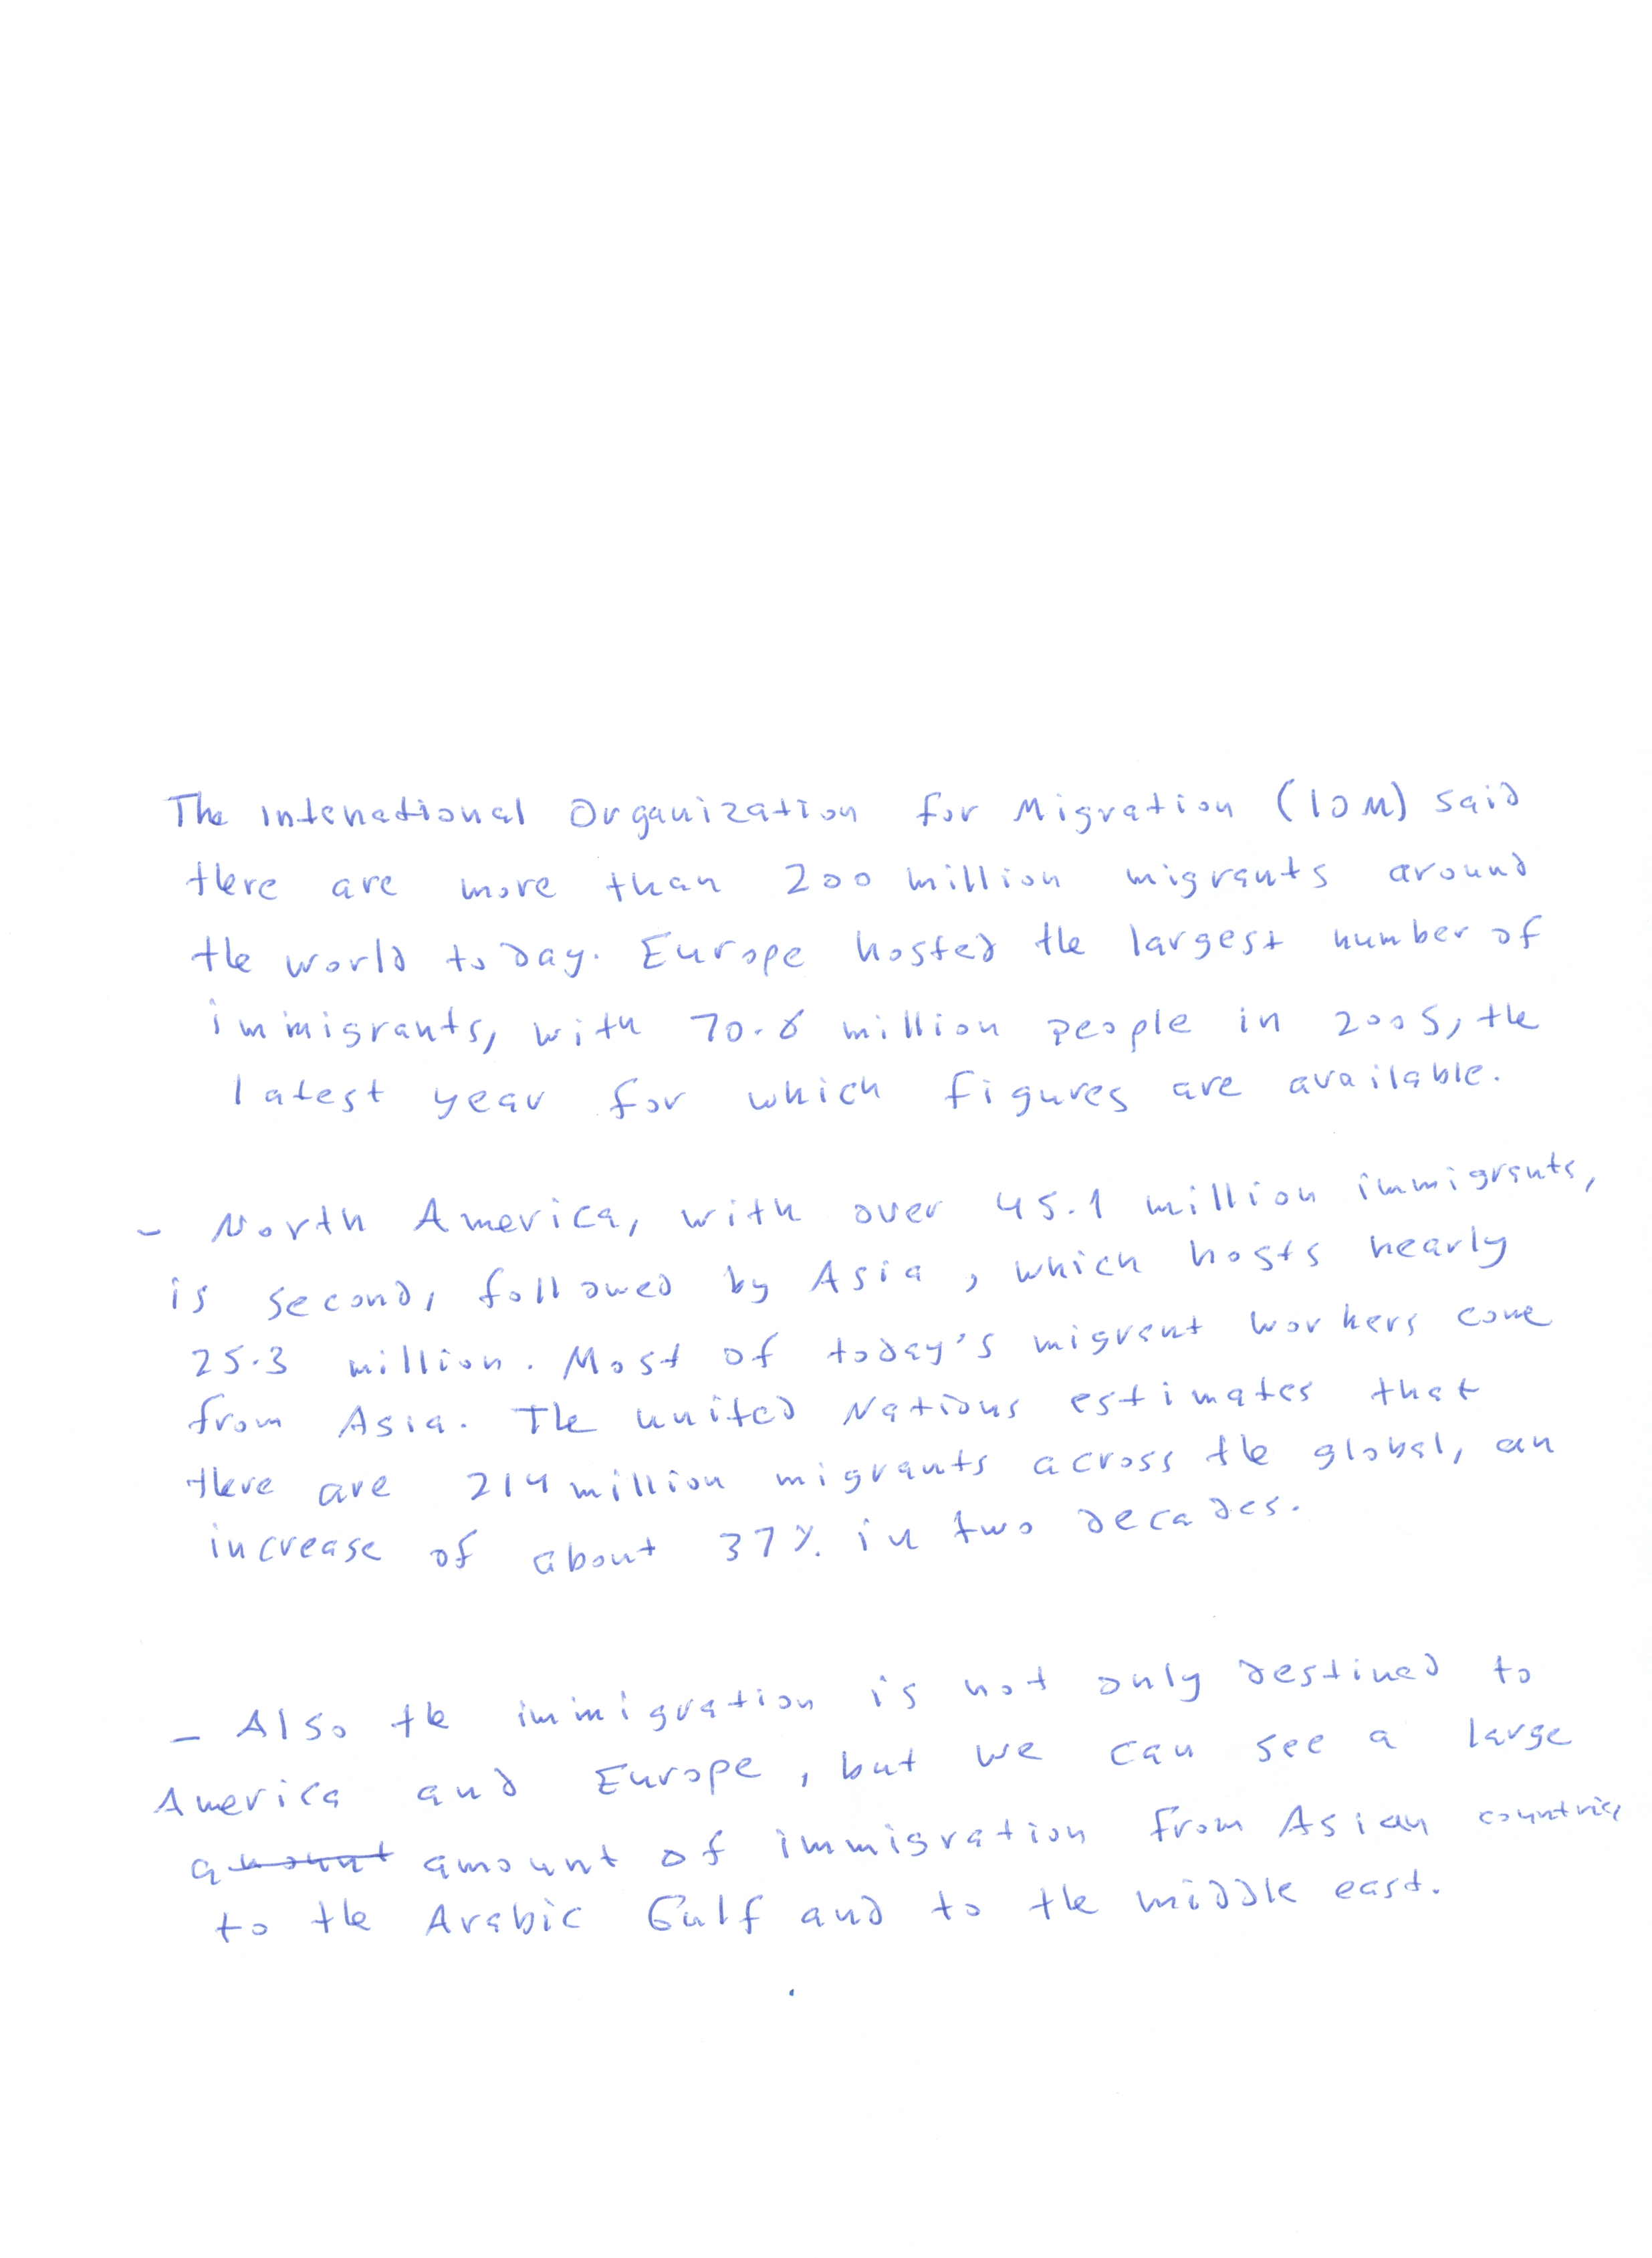 The Intenational Organization for Migration (IOM) said
there are more than 200 million migrants around
the world today. Europe hosted the largest number of
immigrants, with 70.6 million people in 2005, the
latest year for which figures are available.
- North America, with over 45.1 million immigrants,
is second, followed by Asia, which hosts nearly
25.3 million. Most of today's migrant workers come
from Asia. The united Nations estimates that
there are 214 million migrants across the global, an
increase of about 37% in two decades.
- Also the immigration is not only destined to
America and Europe, but we can see a large
amount amount of immigration from Asian countries
to the Arabic Gulf and to the middle east.